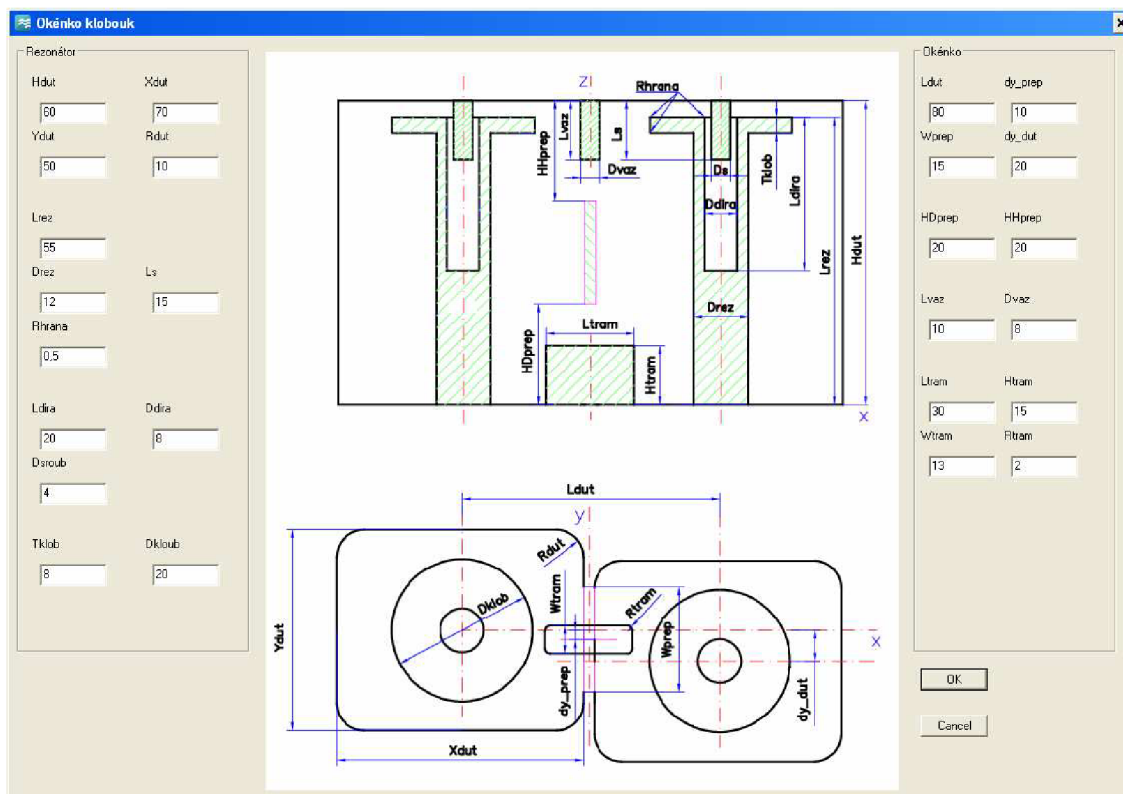 Okénko klobouk
Rezonátor
Hdut Xdut
60 70
Ydut Rdut
50 10
Lrez
55
Drez Ls
12 15
Rhrana
0,5
Ldira Ddira
20 8
Dsroub
4
Tklob Dkloub
8 20
Z
Rhrana
Lvaz
Ls
HHprep
Dvaz
Ds
Tklob
Ddira
Ldira
Lrez
Hdut
Drez
Ltram
HDprep
Htram
X
Ldut
y
Rdut
Wtram
Rtram
Dklob
Wprep
X
Ydut
dy_prep
dy_dut
Xdut
Okénko
Ldut dy_prep
80 10
Wprep dy_dut
15 20
HDprep HHprep
20 20
Lvaz Dvaz
10 8
Ltram Htram
30 15
Wtram Rtram
13 2
OK
Cancel